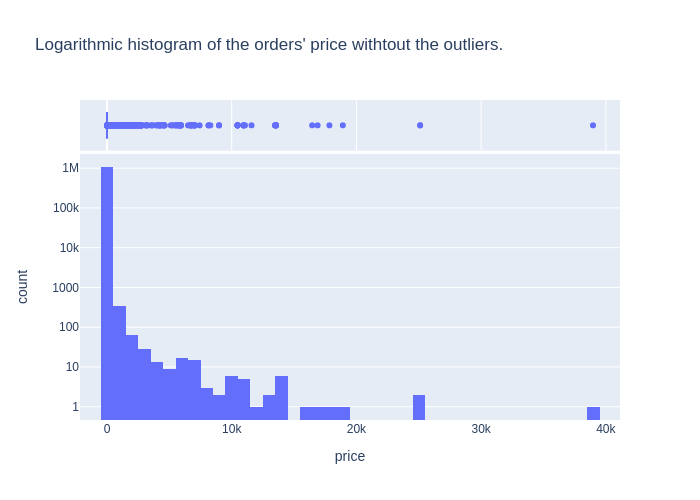 Logarithmic histogram of the orders' price withtout the outliers.
1M
100k
10k
1000
100
10
1
count
0 10k 20k 30k 40k
price